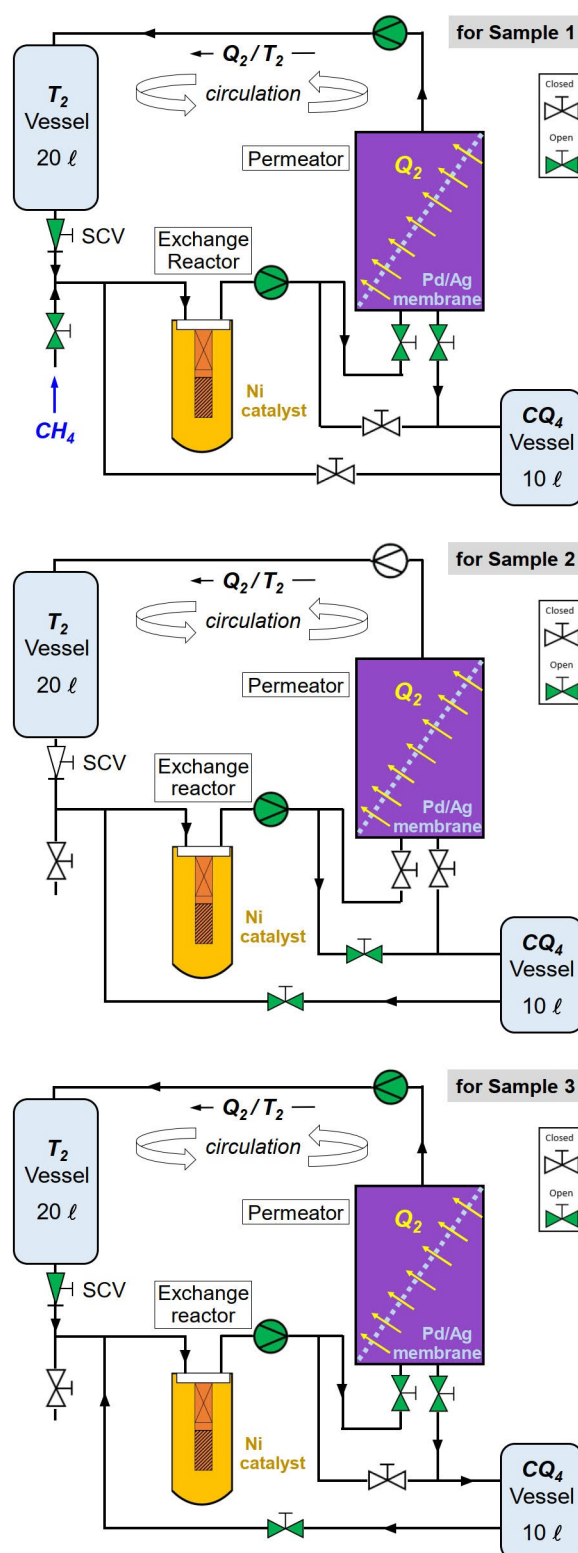 for Sample 1
Q₂ / T₂
circulation
T₂
Vessel
20 ℓ
Closed
Open
Permeator
Q₂
Pd/Ag
membrane
SCV
Exchange
Reactor
Ni
catalyst
CH₄
CQ₄
Vessel
10 ℓ
for Sample 2
Q₂ / T₂
circulation
T₂
Vessel
20 ℓ
Closed
Open
Permeator
Q₂
Pd/Ag
membrane
SCV
Exchange
reactor
Ni
catalyst
CQ₄
Vessel
10 ℓ
for Sample 3
Q₂ / T₂
circulation
T₂
Vessel
20 ℓ
Closed
Open
Permeator
Q₂
Pd/Ag
membrane
SCV
Exchange
reactor
Ni
catalyst
CQ₄
Vessel
10 ℓ